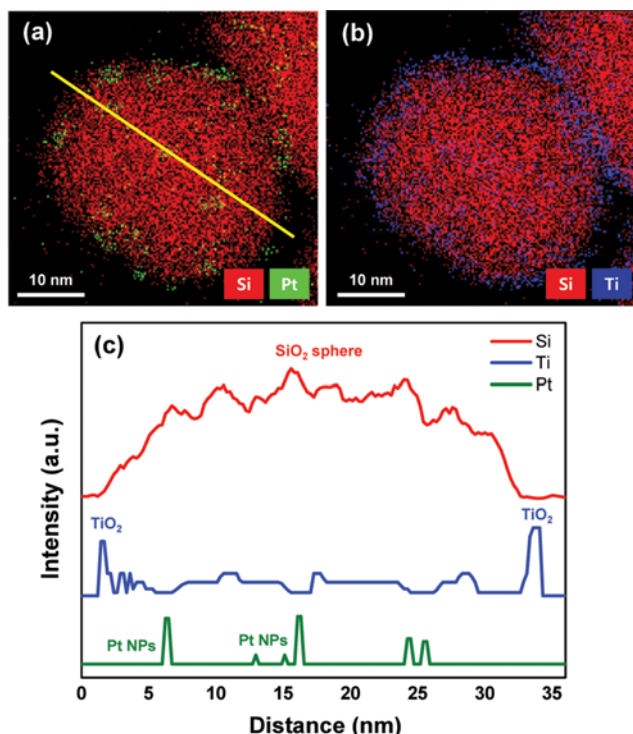 (a)
10 nm
Si
Pt
(b)
10 nm
Si
Ti
(c)
SiO₂ sphere
Si
Ti
Pt
TiO₂
TiO₂
Pt NPs
Pt NPs
Intensity (a.u.)
0 5 10 15 20 25 30 35
Distance (nm)